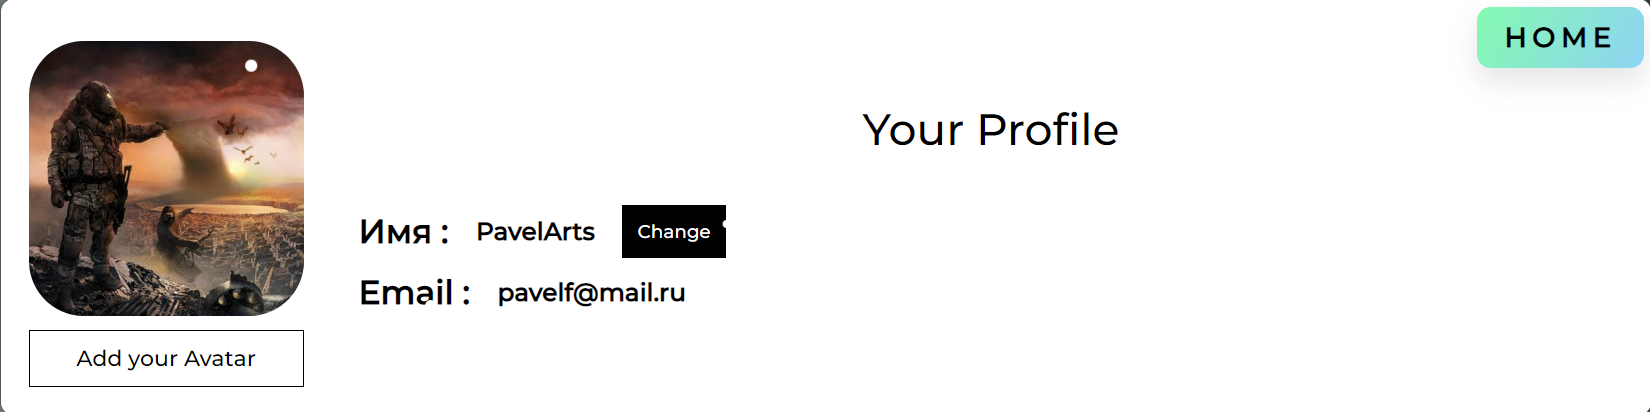 HOME
Your Profile
Имя : PavelArts Change
Email : pavelf@mail.ru
Add your Avatar